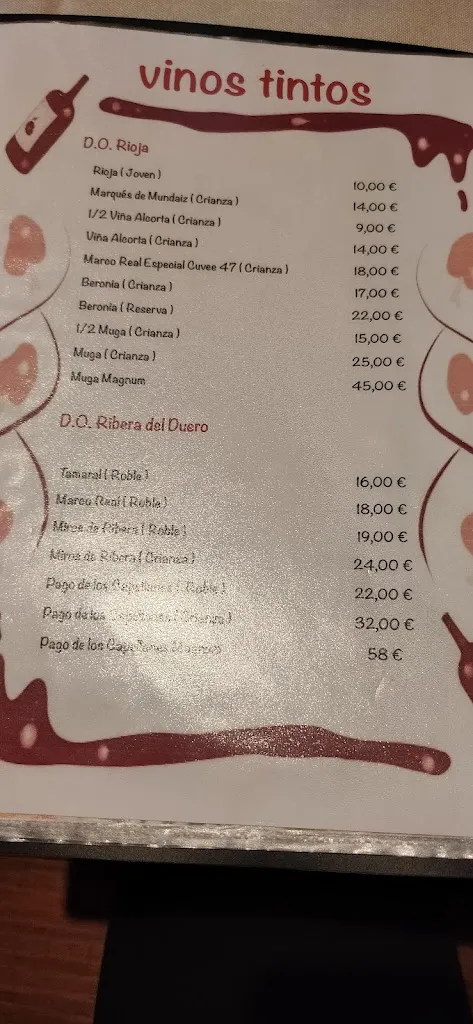 vinos tintos
D.O. Rioja
Rioja ( Joven ) 10,00 €
Marqués de Mundaiz ( Crianza ) 14,00 €
1/2 Viña Alcorta ( Crianza ) 9,00 €
Viña Alcorta ( Crianza ) 14,00 €
Marco Real Especial Cuvee 47 ( Crianza ) 18,00 €
Beronia ( Crianza ) 17,00 €
Beronia ( Reserva ) 22,00 €
1/2 Muga ( Crianza ) 15,00 €
Muga ( Crianza ) 25,00 €
Muga Magnum 45,00 €
D.O. Ribera del Duero
Tamaral ( Roble ) 16,00 €
Marco Real ( Roble ) 18,00 €
Miros de Ribera ( Roble ) 19,00 €
Miros de Ribera ( Crianza ) 24,00 €
Pago de los Capellanes ( Roble ) 22,00 €
Pago de los Capellanes ( Crianza ) 32,00 €
Pago de los Capellanes Magnum 58 €